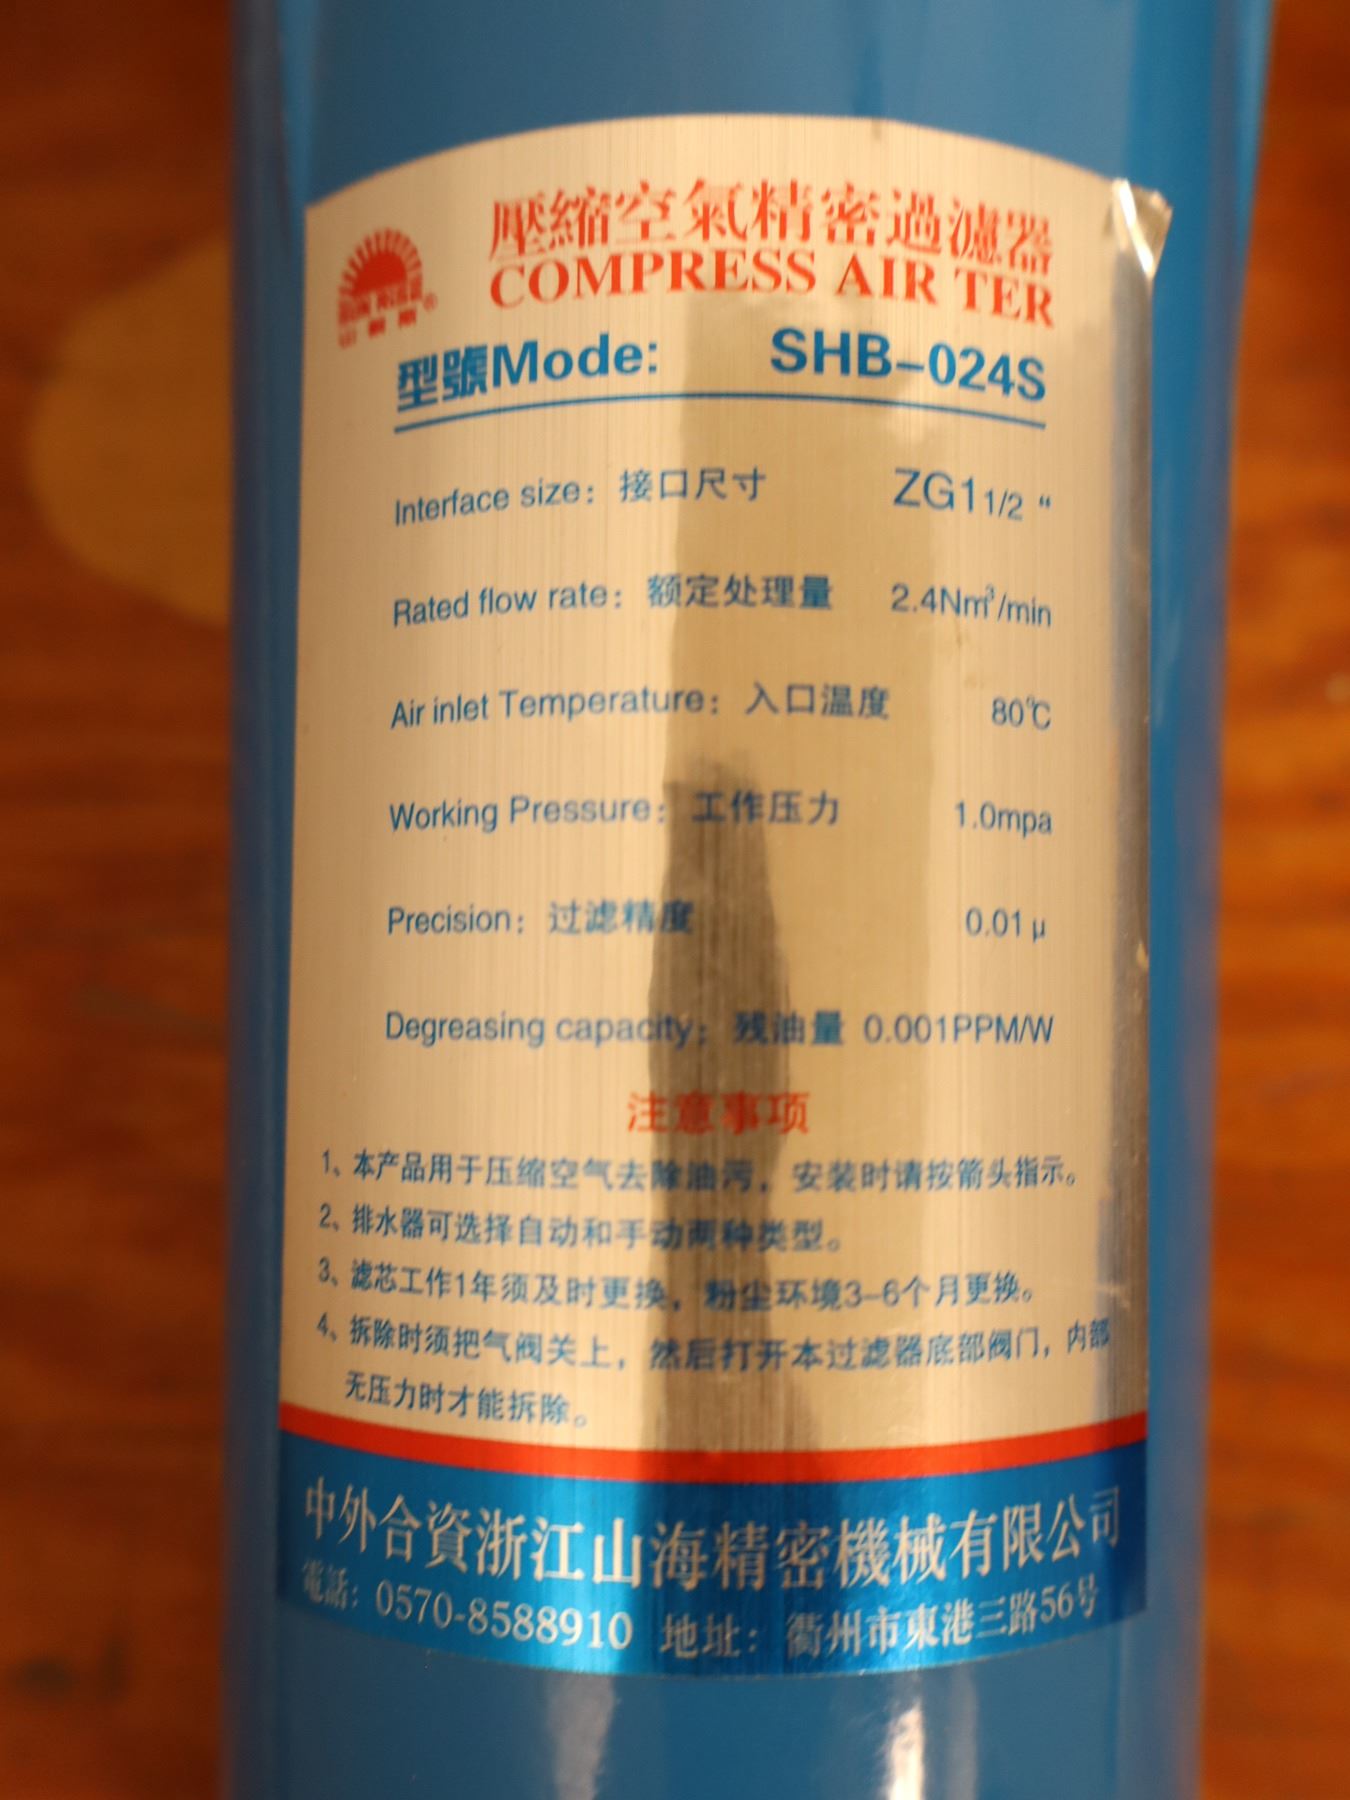 壓縮空氣精密過濾器
COMPRESS AIR TER
SUN RISE ®
型號Mode: SHB-024S
Interface size：接口尺寸 ZG1 1/2 “
Rated flow rate：额定处理量 2.4Nm³/min
Air inlet Temperature：入口温度 80℃
Working Pressure：工作压力 1.0mpa
Precision：过滤精度 0.01 μ
Degreasing capacity：残油量 0.001PPM/W
注意事项
1、本产品用于压缩空气去除油污，安装时请按箭头指示。
2、排水器可选择自动和手动两种类型。
3、滤芯工作1年须及时更换，粉尘环境3-6个月更换。
4、拆除时须把气阀关上，然后打开本过滤器底部阀门，内部
无压力时才能拆除。
中外合資浙江山海精密機械有限公司
電話：0570-8588910 地址：衢州市東港三路56号